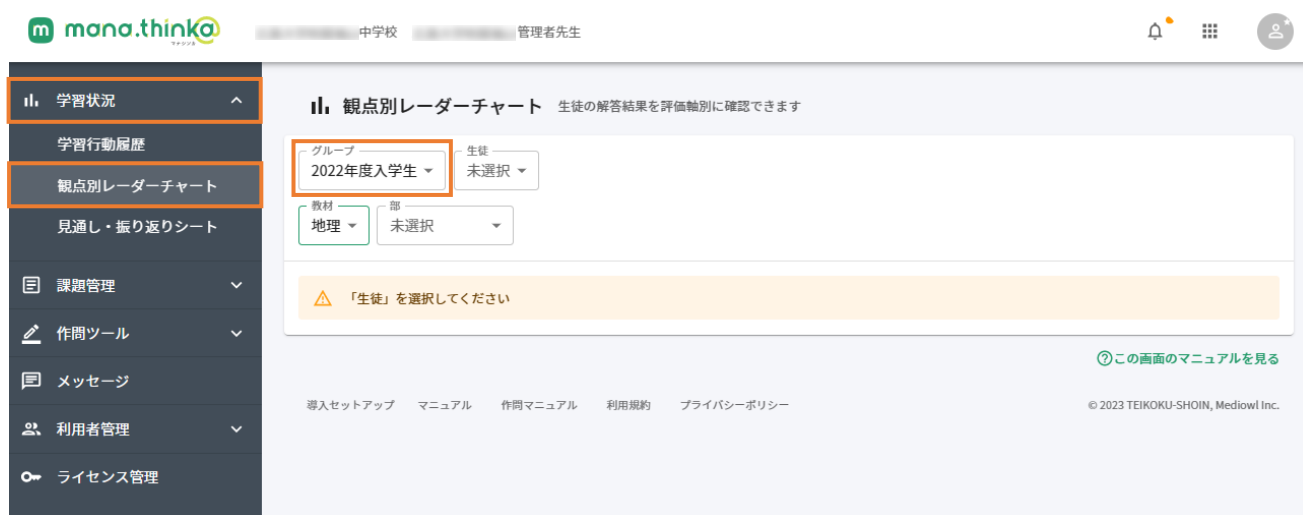 m mana.thinka
マナシンカ
中学校 管理者先生
学習状況
学習行動履歴
観点別レーダーチャート
見通し・振り返りシート
課題管理
作問ツール
メッセージ
利用者管理
ライセンス管理
観点別レーダーチャート 生徒の解答結果を評価軸別に確認できます
グループ 生徒
2022年度入学生 未選択
教材 部
地理 未選択
「生徒」を選択してください
この画面のマニュアルを見る
導入セットアップ マニュアル 作問マニュアル 利用規約 プライバシーポリシー © 2023 TEIKOKU-SHOIN, Mediowl Inc.